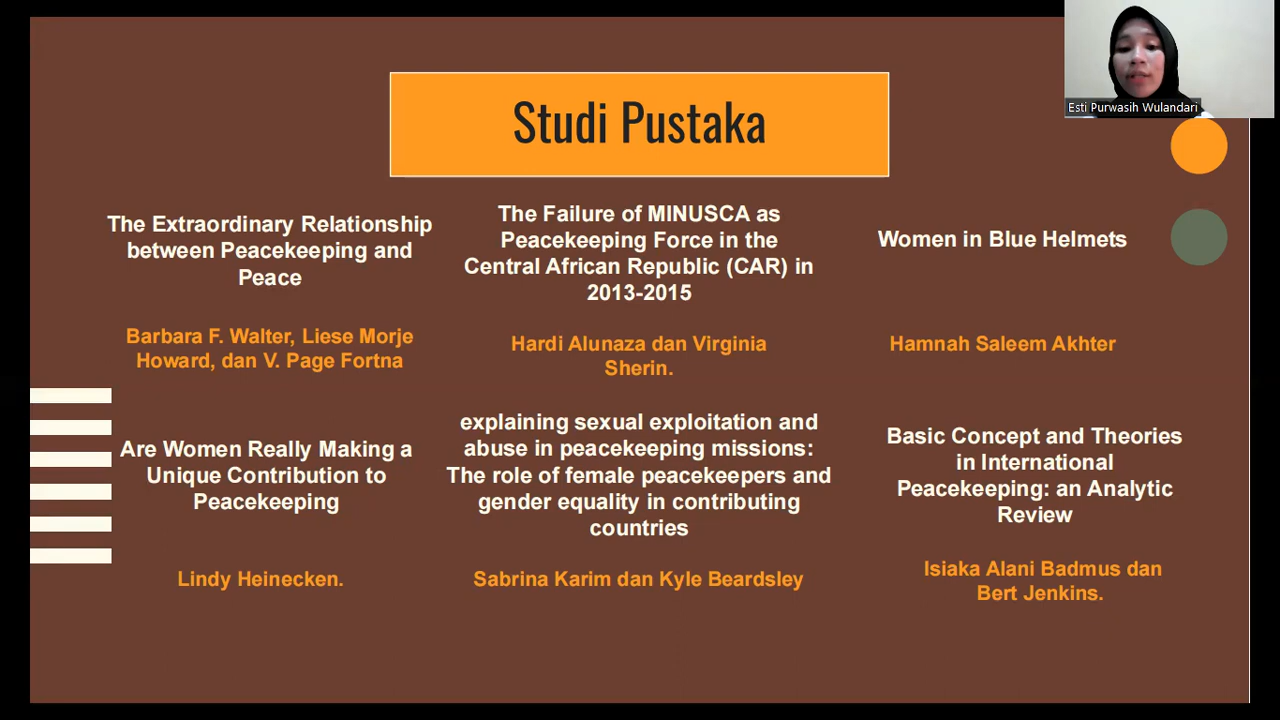 Esti Purwasih Wulandari
Studi Pustaka
The Extraordinary Relationship
between Peacekeeping and
Peace
Barbara F. Walter, Liese Morje
Howard, dan V. Page Fortna
The Failure of MINUSCA as
Peacekeeping Force in the
Central African Republic (CAR) in
2013-2015
Hardi Alunaza dan Virginia
Sherin.
Women in Blue Helmets
Hamnah Saleem Akhter
Are Women Really Making a
Unique Contribution to
Peacekeeping
Lindy Heinecken.
explaining sexual exploitation and
abuse in peacekeeping missions:
The role of female peacekeepers and
gender equality in contributing
countries
Sabrina Karim dan Kyle Beardsley
Basic Concept and Theories
in International
Peacekeeping: an Analytic
Review
Isiaka Alani Badmus dan
Bert Jenkins.